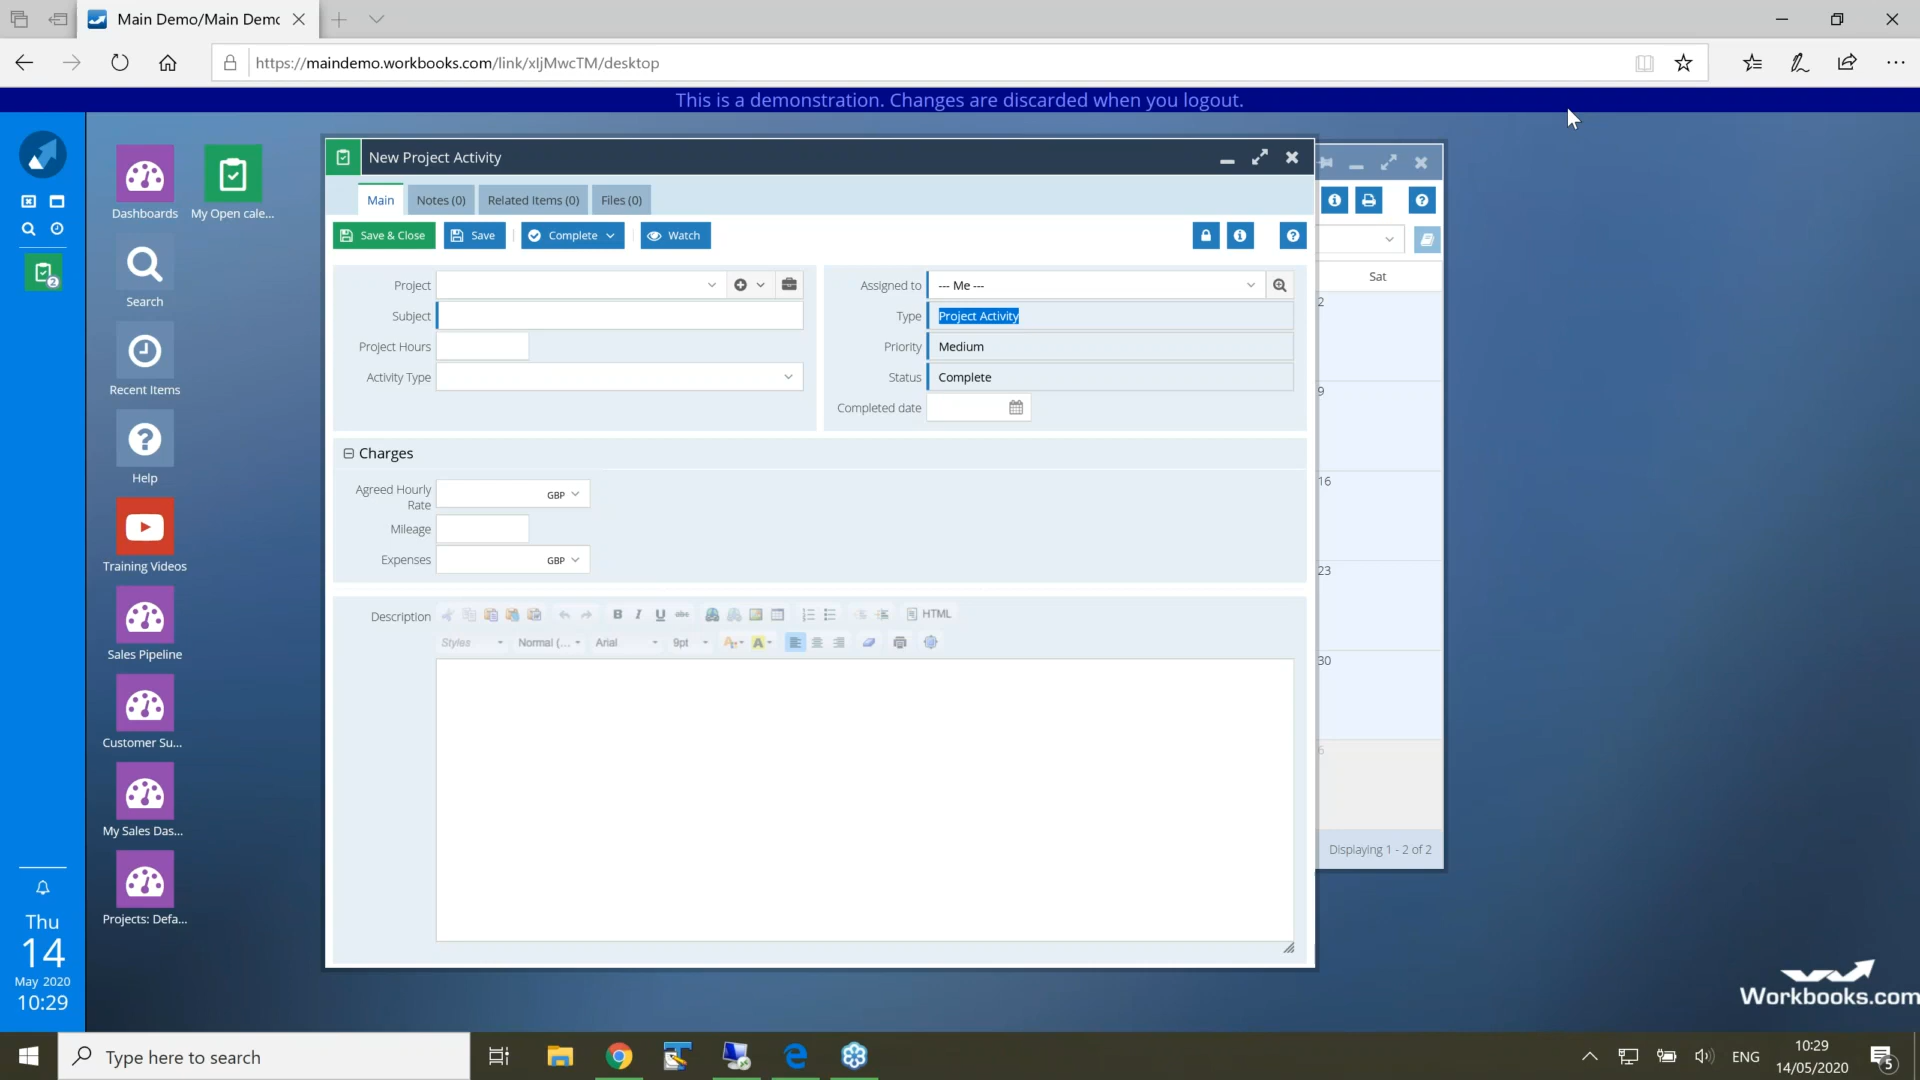 Main Demo/Main Demo
https://maindemo.workbooks.com/link/xljMwcTM/desktop
This is a demonstration. Changes are discarded when you logout.
Dashboards
My Open cale...
Search
Recent Items
Help
Training Videos
Sales Pipeline
Customer Su...
My Sales Das...
Projects: Defa...
2
Thu
14
May 2020
10:29
New Project Activity
Main
Notes (0)
Related Items (0)
Files (0)
Save & Close
Save
Complete
Watch
Project
Subject
Project Hours
Activity Type
Assigned to
--- Me ---
Type
Project Activity
Priority
Medium
Status
Complete
Completed date
Charges
Agreed Hourly
Rate
GBP
Mileage
Expenses
GBP
Description
HTML
Styles
Normal (...
Arial
9pt
Sat
2
9
16
23
30
6
Displaying 1 - 2 of 2
Workbooks.com
Type here to search
ENG
10:29
14/05/2020
5